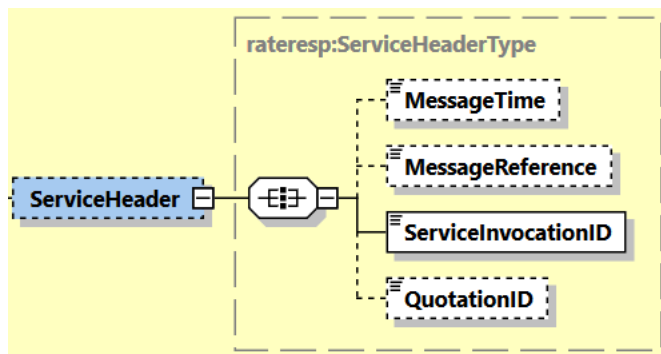 rateresp:ServiceHeaderType
MessageTime
MessageReference
ServiceHeader
ServiceInvocationID
QuotationID